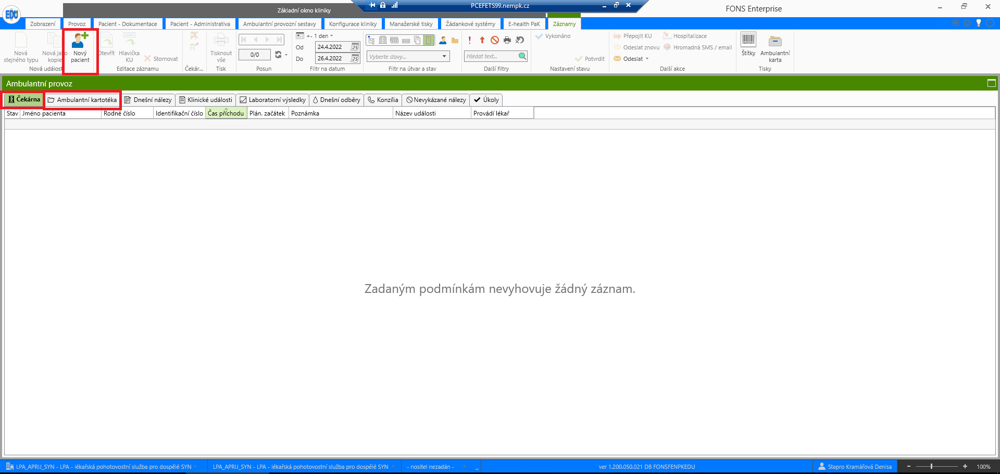 Základní okno kliniky
PCEFETS99.nempk.cz
FONS Enterprise
EDU
Zobrazení
Provoz
Pacient - Dokumentace
Pacient - Administrativa
Ambulantní provozní sestavy
Konfigurace kliniky
Manažerské tisky
Žádankové systémy
E-health PaK
Záznamy
Nová
stejného typu
Nová jako
kopie
Nový
pacient
Otevřít
Hlavička
KU
Stornovat
Tisknout
vše
0/0
+- 1 den
Od
24.4.2022
25
Do
26.4.2022
25
Vyberte stavy...
Hledat text...
Vykonáno
Potvrdit
Přepojit KU
Odeslat znovu
Odeslat
Hospitalizace
Hromadná SMS / email
Štítky
Ambulantní
karta
Nová událost
Editace záznamu
Čekár...
Tisk
Posun
Filtr na datum
Filtr na útvar a stav
Další filtry
Nastavení stavu
Další akce
Tisky
Ambulantní provoz
Čekárna
Ambulantní kartotéka
Dnešní nálezy
Klinické události
Laboratorní výsledky
Dnešní odběry
Konzília
Nevykázané nálezy
Úkoly
Stav
Jméno pacienta
Rodné číslo
Identifikační číslo
Čas příchodu
Plán. začátek
Poznámka
Název události
Provádí lékař
Zadaným podmínkám nevyhovuje žádný záznam.
LPA_APRIJ_SYN - LPA - lékařská pohotovostní služba pro dospělé SYN
LPA_APRIJ_SYN - LPA - lékařská pohotovostní služba pro dospělé SYN
- nositel nezadán -
..
ver 1.200.050.021 DB FONSFENPKEDU
Stapro Kramářová Denisa
100%